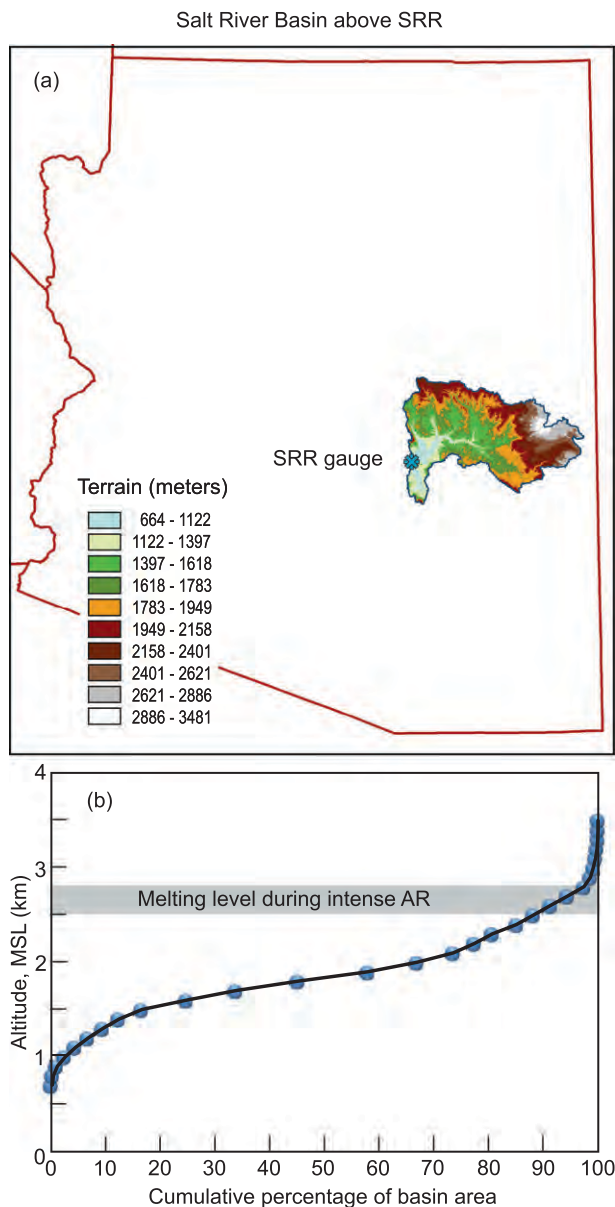 Salt River Basin above SRR
(a)
SRR gauge
Terrain (meters)
664 - 1122
1122 - 1397
1397 - 1618
1618 - 1783
1783 - 1949
1949 - 2158
2158 - 2401
2401 - 2621
2621 - 2886
2886 - 3481
(b)
Melting level during intense AR
Altitude, MSL (km)
4
3
2
1
0
0 10 20 30 40 50 60 70 80 90 100
Cumulative percentage of basin area